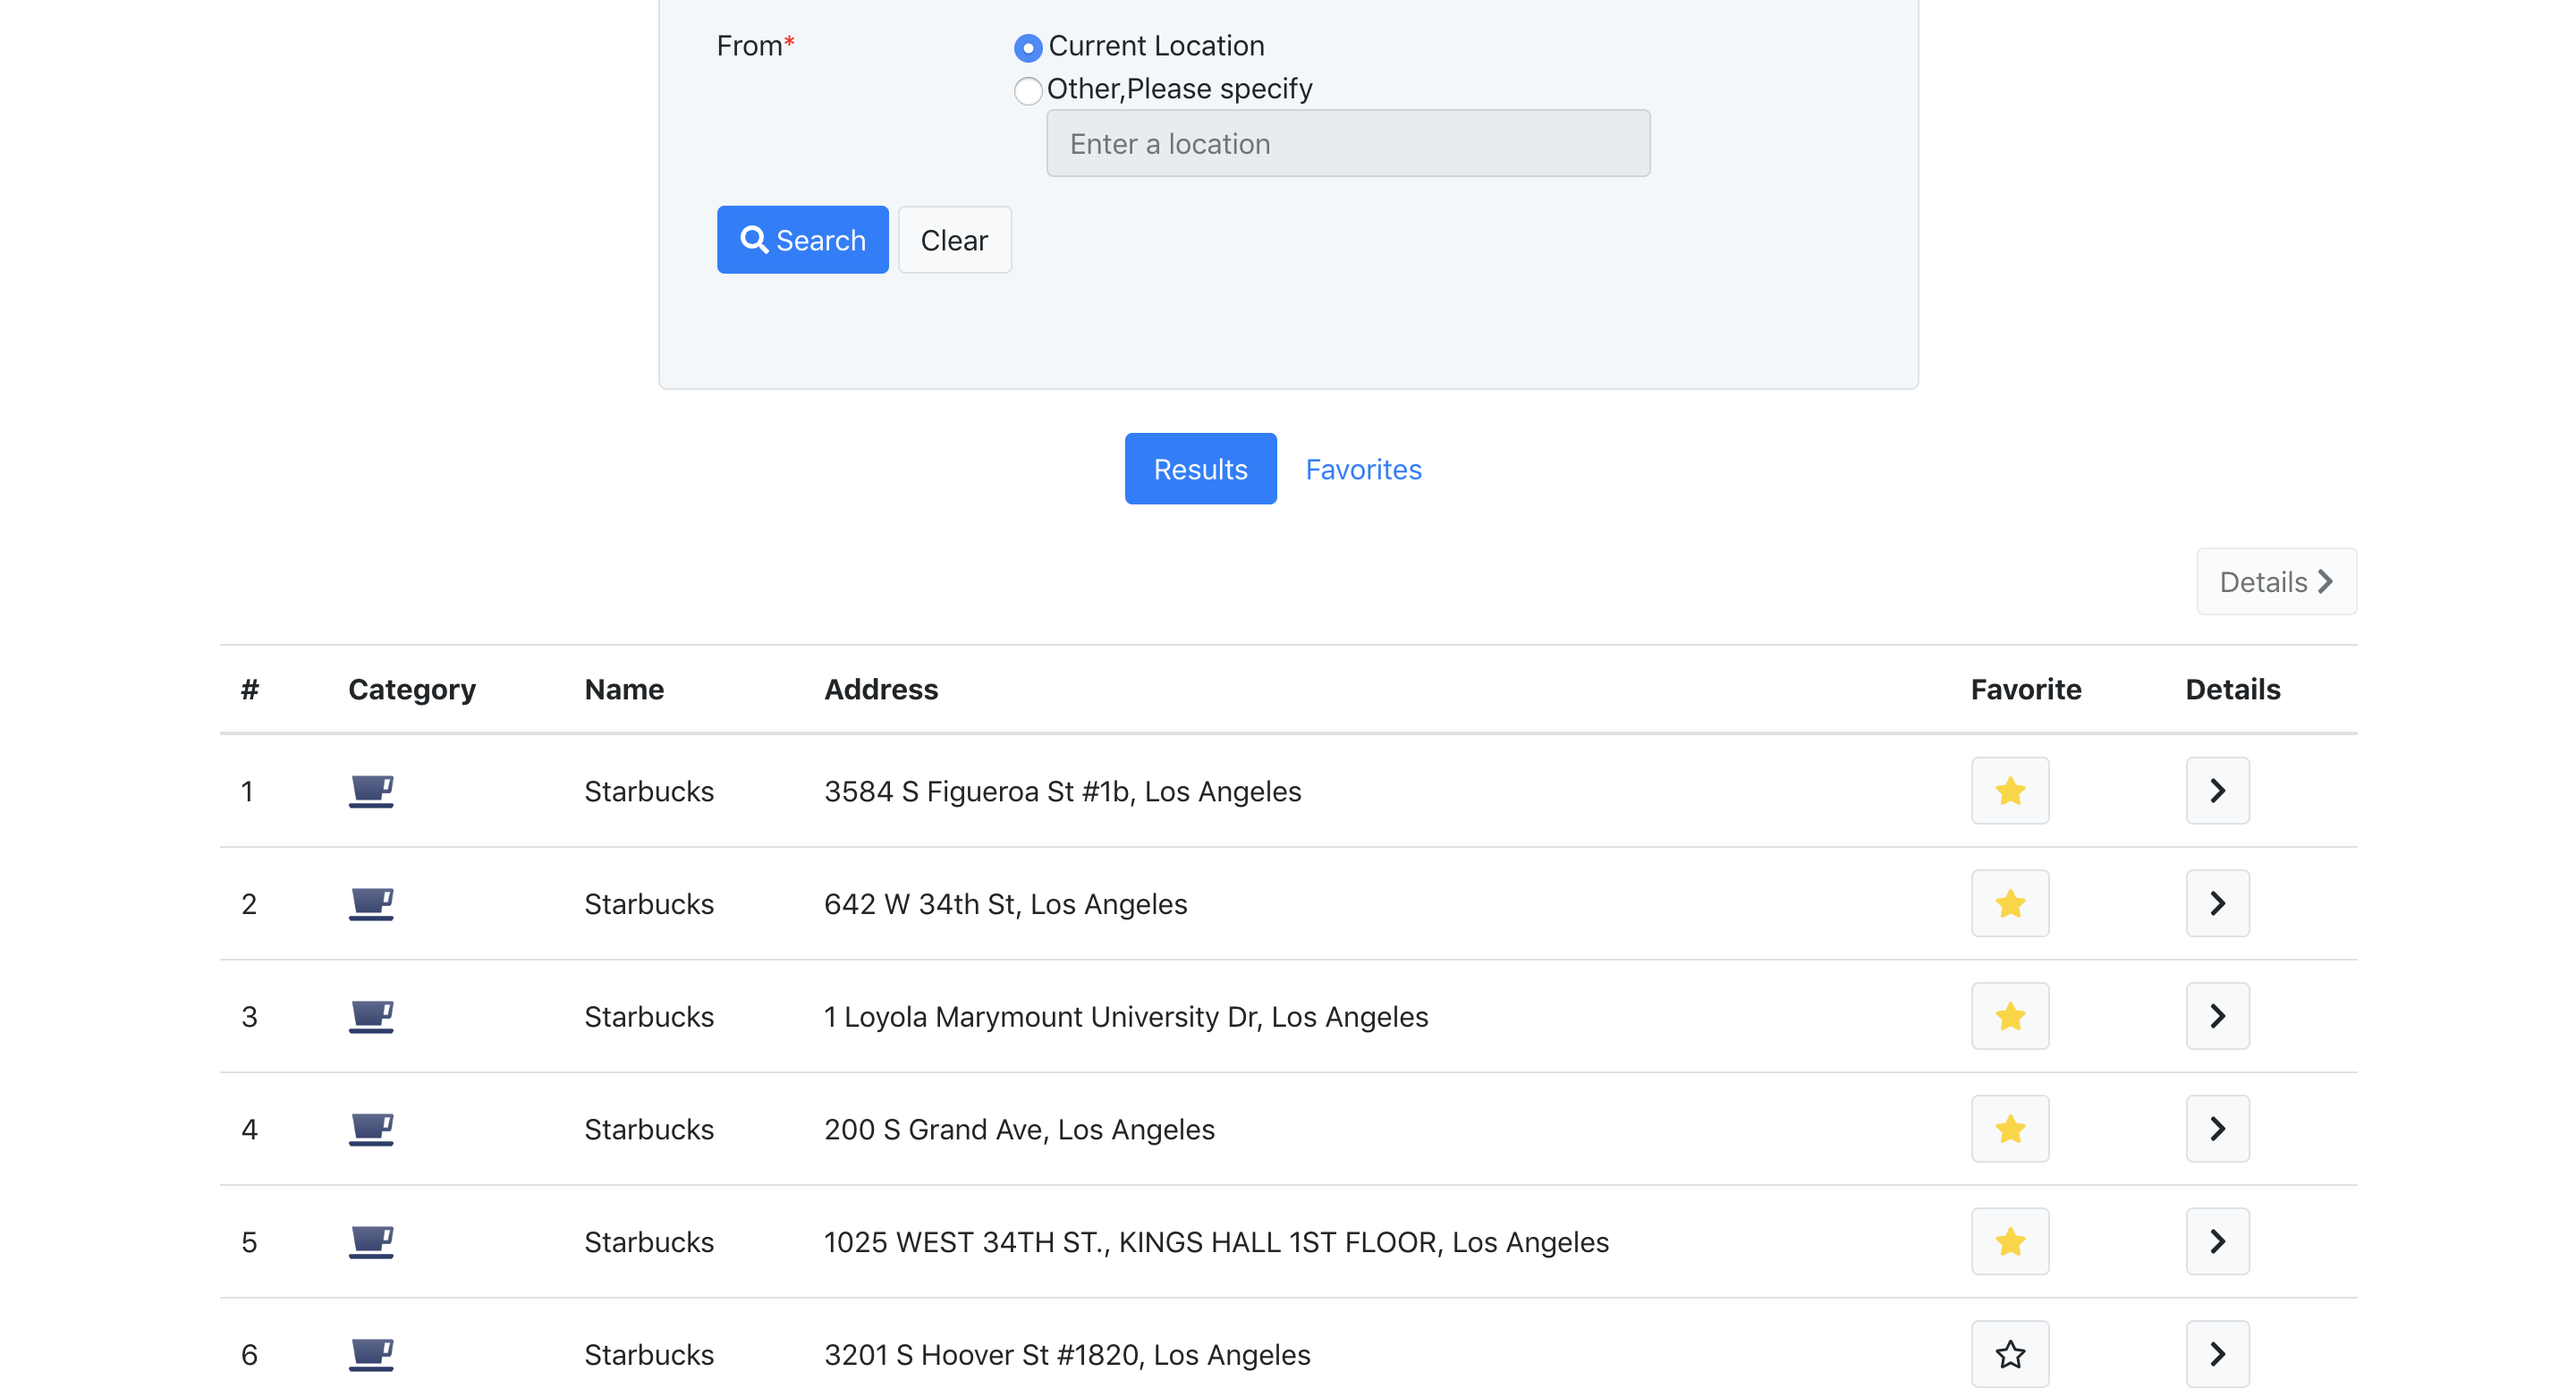 From*
Current Location
Other,Please specify
Enter a location
Search Clear
Results Favorites
Details
# Category Name Address Favorite Details
1 Starbucks 3584 S Figueroa St #1b, Los Angeles
2 Starbucks 642 W 34th St, Los Angeles
3 Starbucks 1 Loyola Marymount University Dr, Los Angeles
4 Starbucks 200 S Grand Ave, Los Angeles
5 Starbucks 1025 WEST 34TH ST., KINGS HALL 1ST FLOOR, Los Angeles
6 Starbucks 3201 S Hoover St #1820, Los Angeles